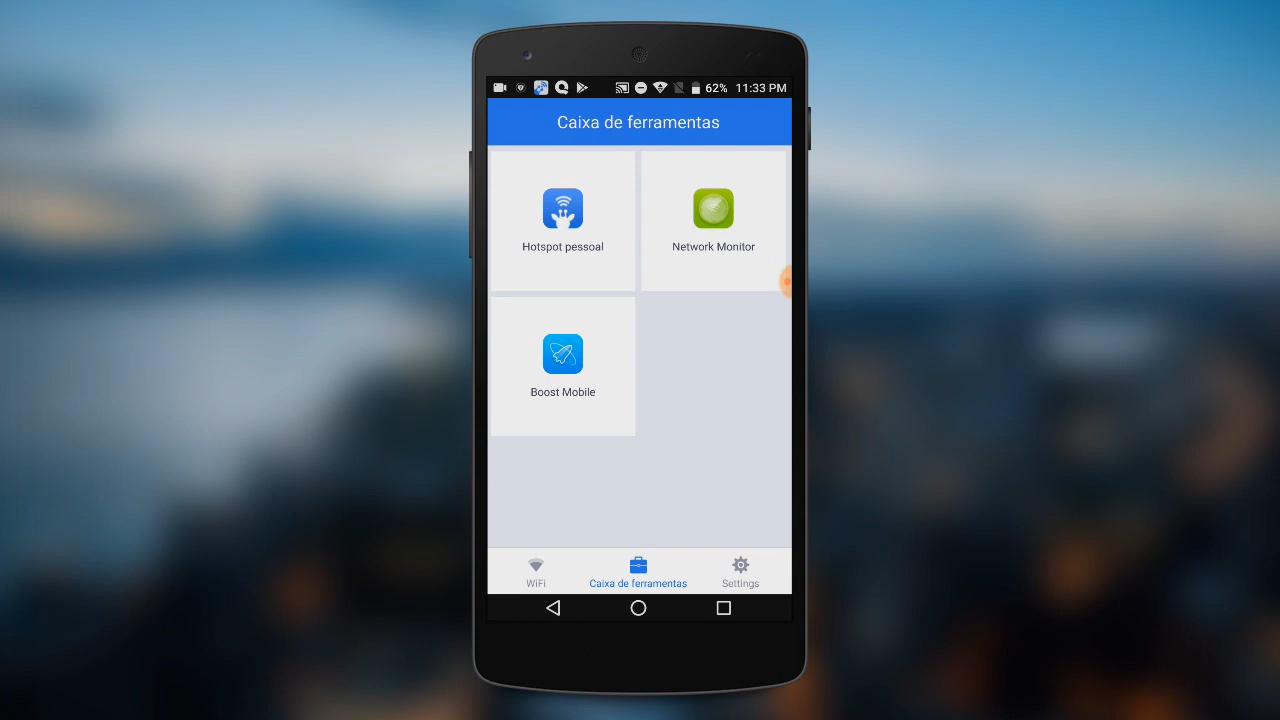 62% 11:33 PM
Caixa de ferramentas
Hotspot pessoal
Network Monitor
Boost Mobile
WiFi
Caixa de ferramentas
Settings